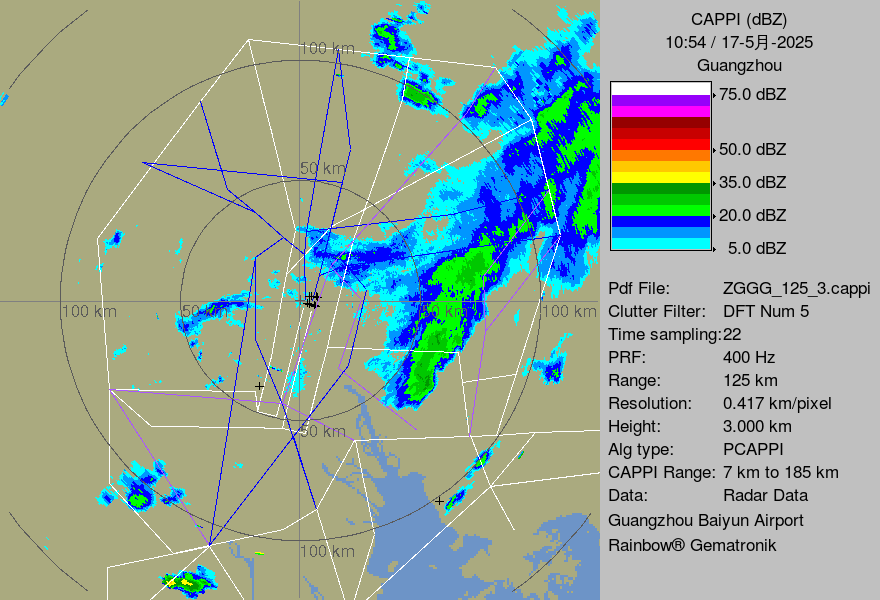 CAPPI (dBZ)
10:54 / 17-5月-2025
Guangzhou
75.0 dBZ
50.0 dBZ
35.0 dBZ
20.0 dBZ
5.0 dBZ
Pdf File: ZGGG_125_3.cappi
Clutter Filter: DFT Num 5
Time sampling:22
PRF: 400 Hz
Range: 125 km
Resolution: 0.417 km/pixel
Height: 3.000 km
Alg type: PCAPPI
CAPPI Range: 7 km to 185 km
Data: Radar Data
Guangzhou Baiyun Airport
Rainbow® Gematronik
100 km
50 km
100 km
50 km
50 km
100 km
50 km
100 km